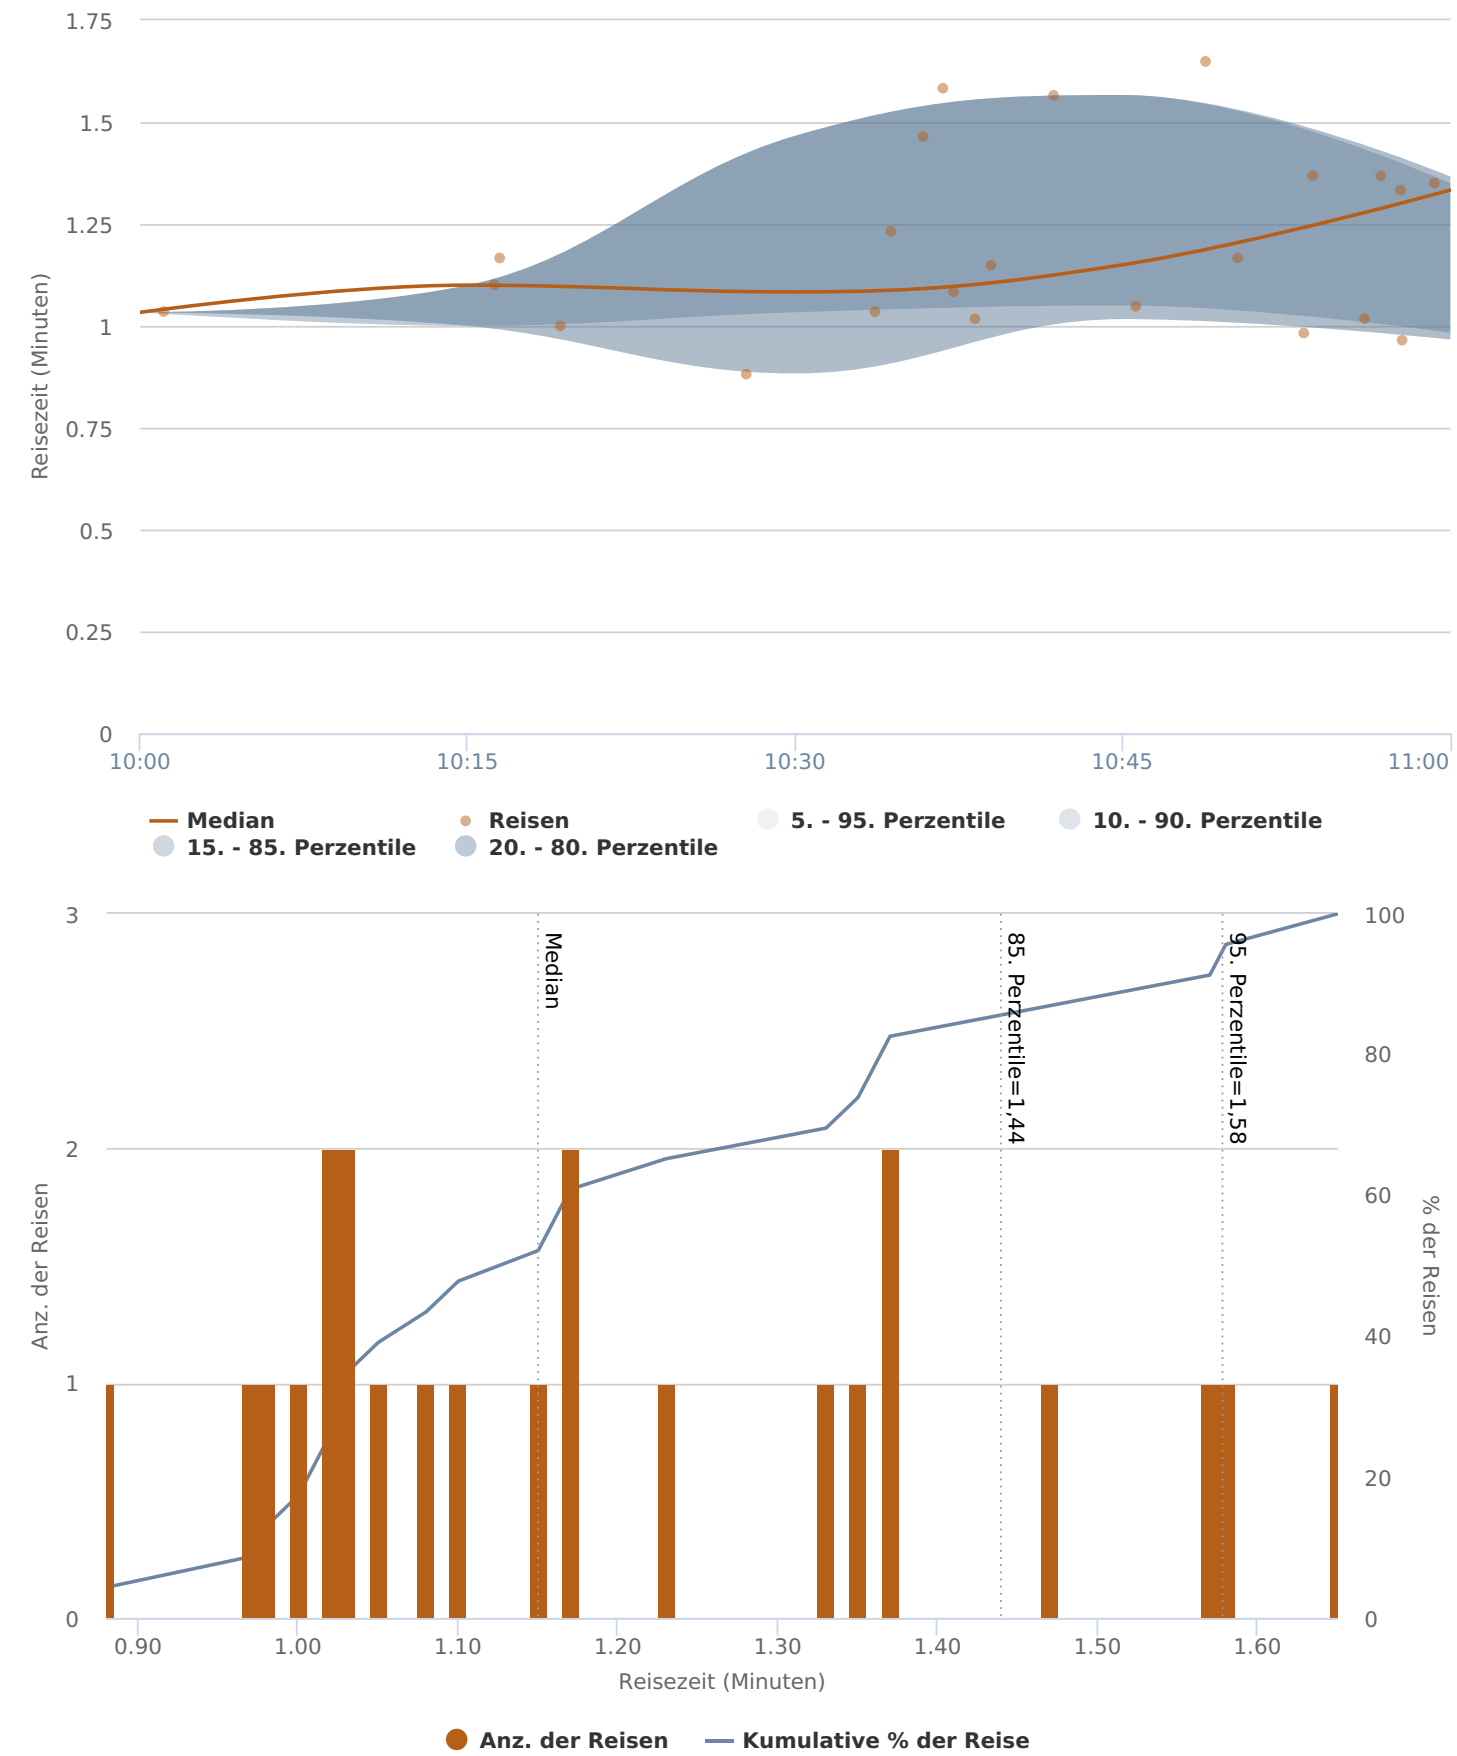 1.75
1.5
1.25
1
0.75
0.5
0.25
0
Reisezeit (Minuten)
10:00 10:15 10:30 10:45 11:00
Median Reisen 5. - 95. Perzentile 10. - 90. Perzentile
15. - 85. Perzentile 20. - 80. Perzentile
3
2
1
0
Anz. der Reisen
Median
85. Perzentile=1,44
95. Perzentile=1,58
100
80
60
40
20
0
% der Reisen
0.90 1.00 1.10 1.20 1.30 1.40 1.50 1.60
Reisezeit (Minuten)
Anz. der Reisen Kumulative % der Reise